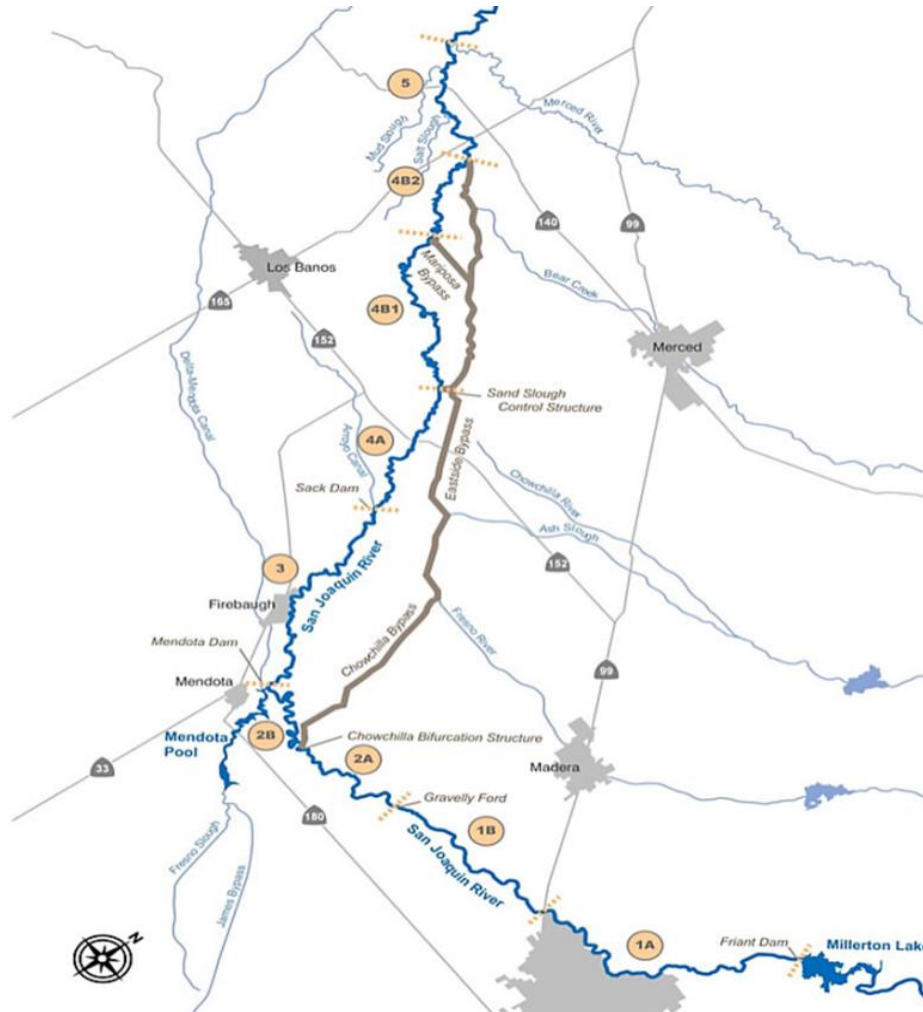 5
Mud Slough
Salt Slough
Merced River
4B2
140
99
Los Banos
Mariposa
Bypass
Bear Creek
165
4B1
152
Merced
Delta-Mendota Canal
Sand Slough
Control Structure
4A
Arroyo Canal
Eastside Bypass
Sack Dam
Chowchilla River
Ash Slough
152
3
San Joaquin River
Firebaugh
Chowchilla Bypass
Fresno River
Mendota Dam
99
Mendota
Mendota
Pool
2B
Chowchilla Bifurcation Structure
2A
33
Madera
Gravelly Ford
180
1B
San Joaquin River
Fresno Slough
James Bypass
N
1A
Friant Dam
Millerton Lake